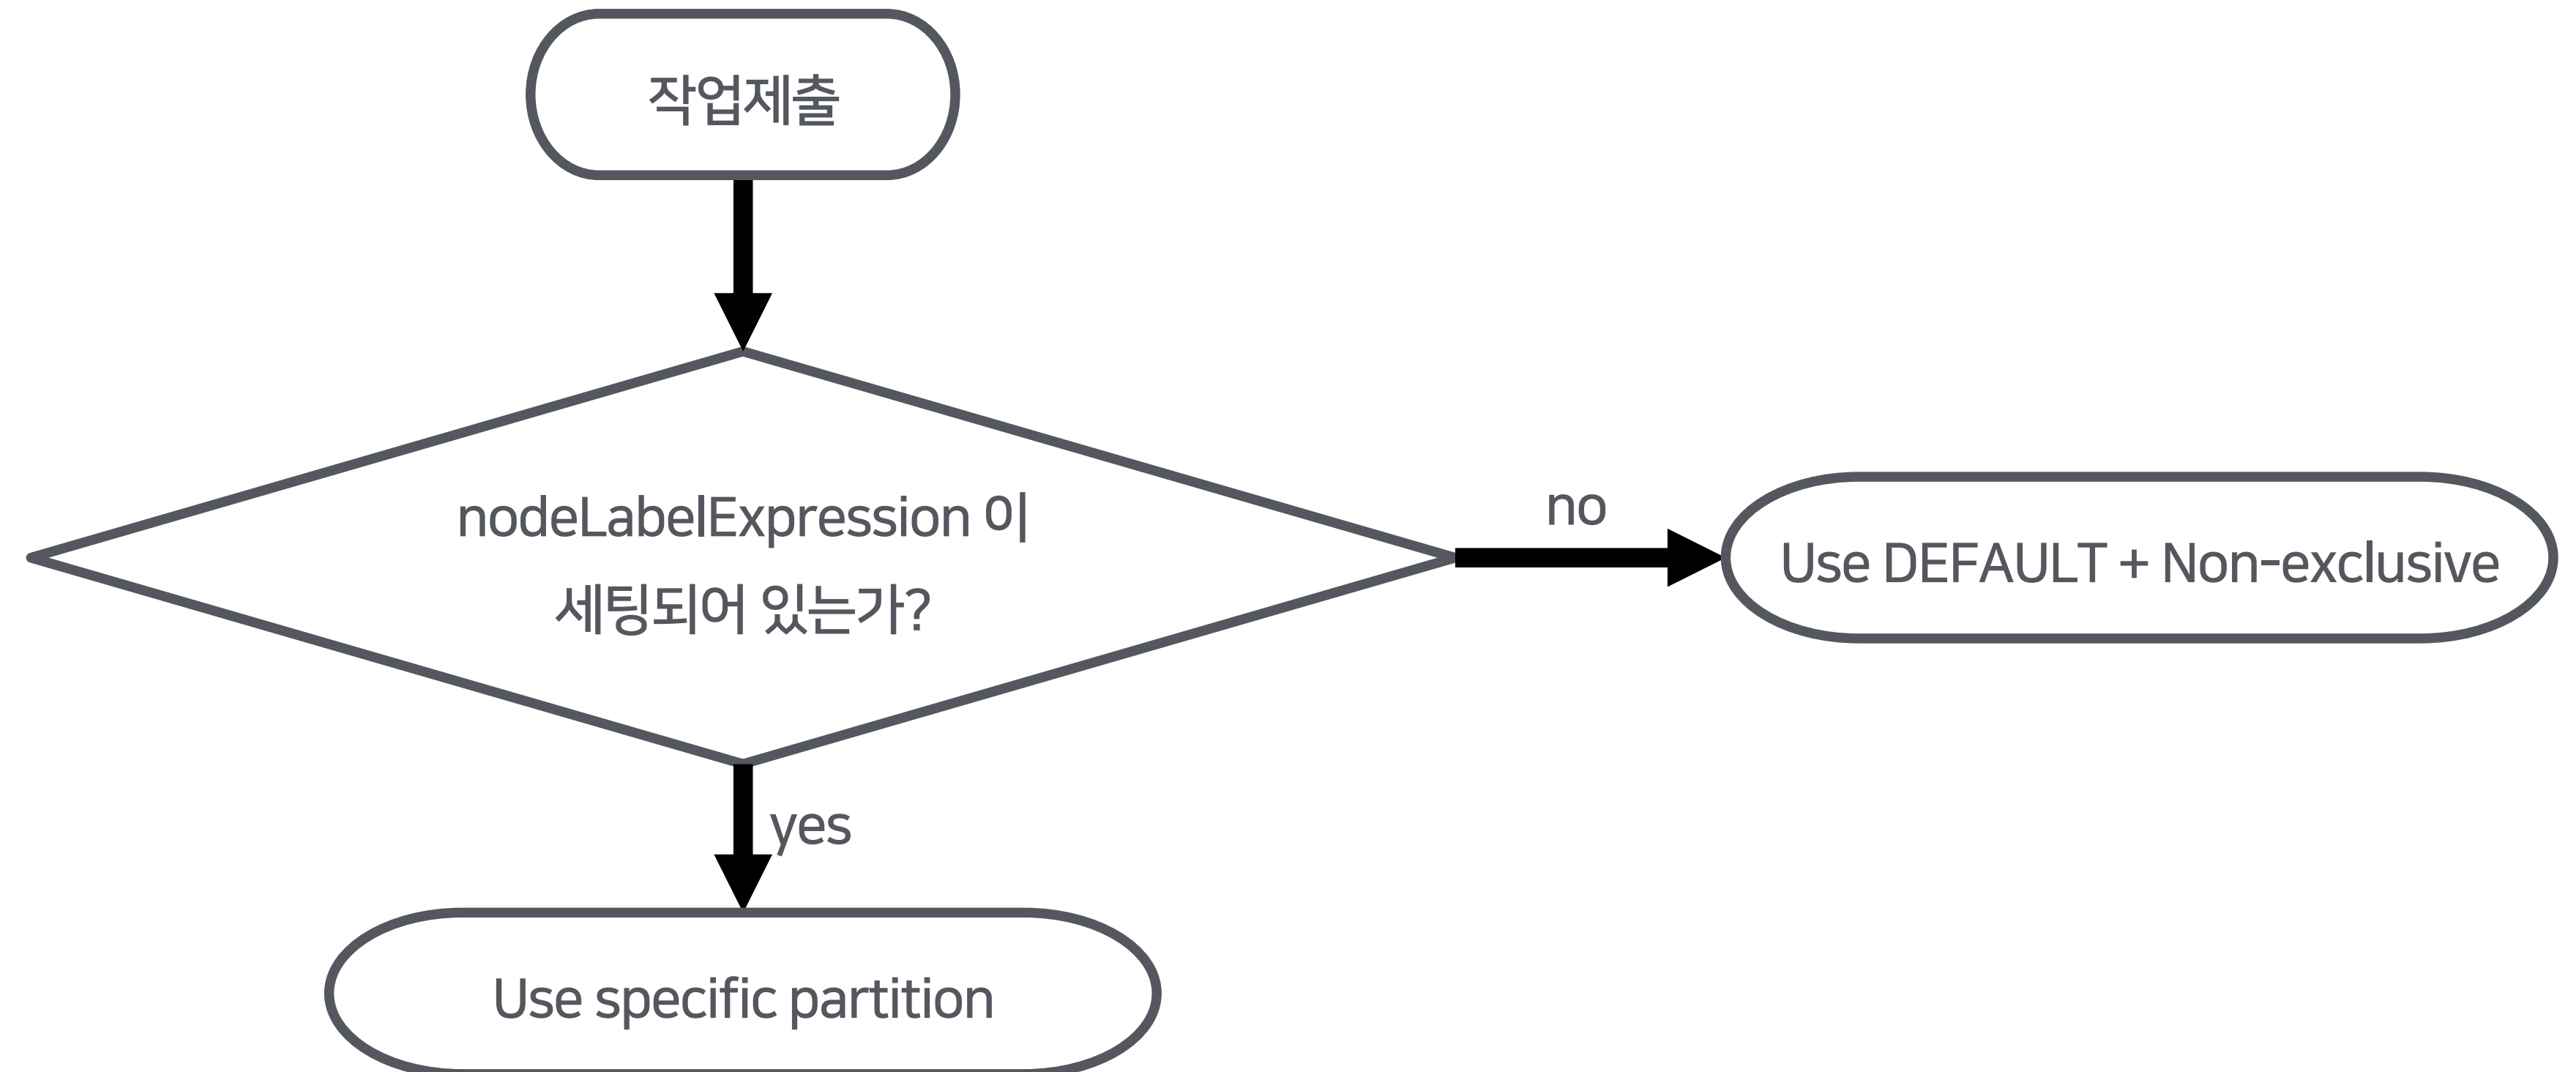 작업제출
nodeLabelExpression 이
세팅되어 있는가?
no
Use DEFAULT + Non-exclusive
yes
Use specific partition